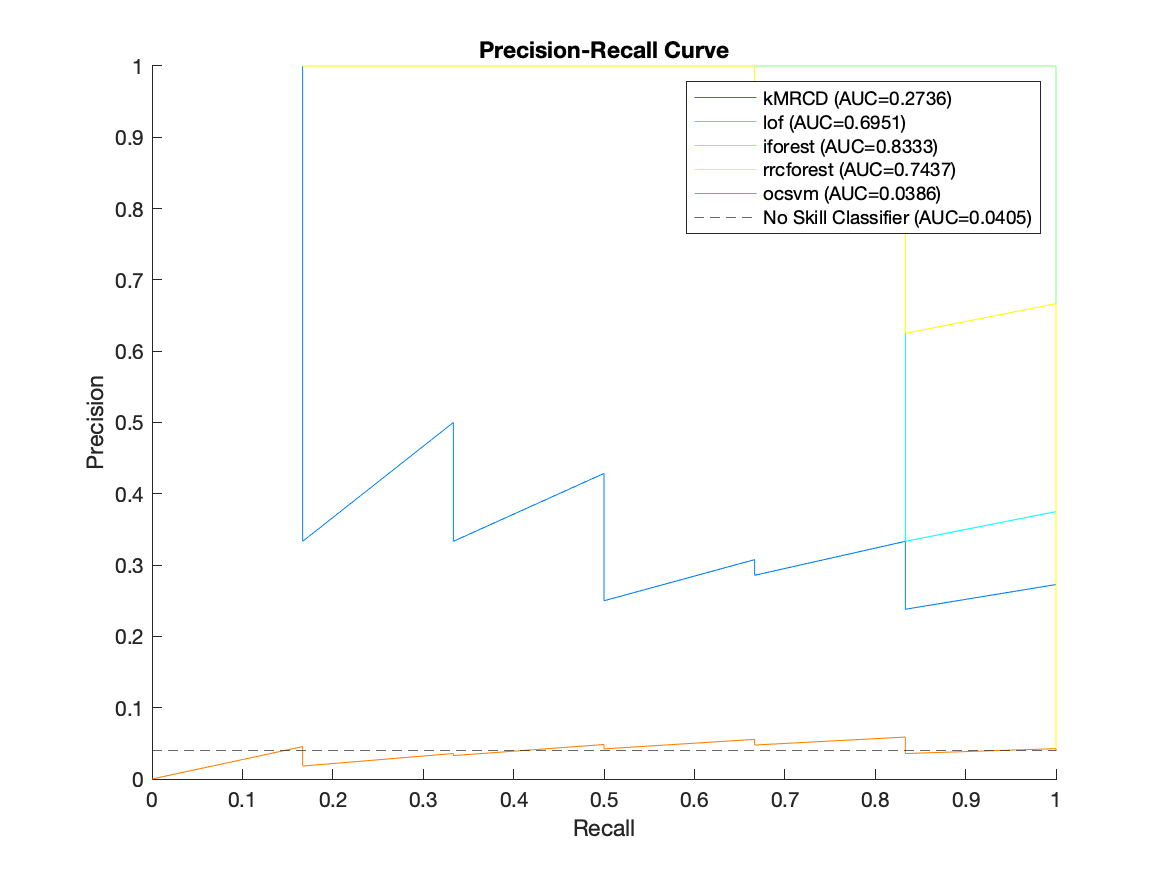 Precision-Recall Curve
kMRCD (AUC=0.2736)
lof (AUC=0.6951)
iforest (AUC=0.8333)
rrcforest (AUC=0.7437)
ocsvm (AUC=0.0386)
No Skill Classifier (AUC=0.0405)
1
0.9
0.8
0.7
0.6
0.5
0.4
0.3
0.2
0.1
0
Precision
0 0.1 0.2 0.3 0.4 0.5 0.6 0.7 0.8 0.9 1
Recall